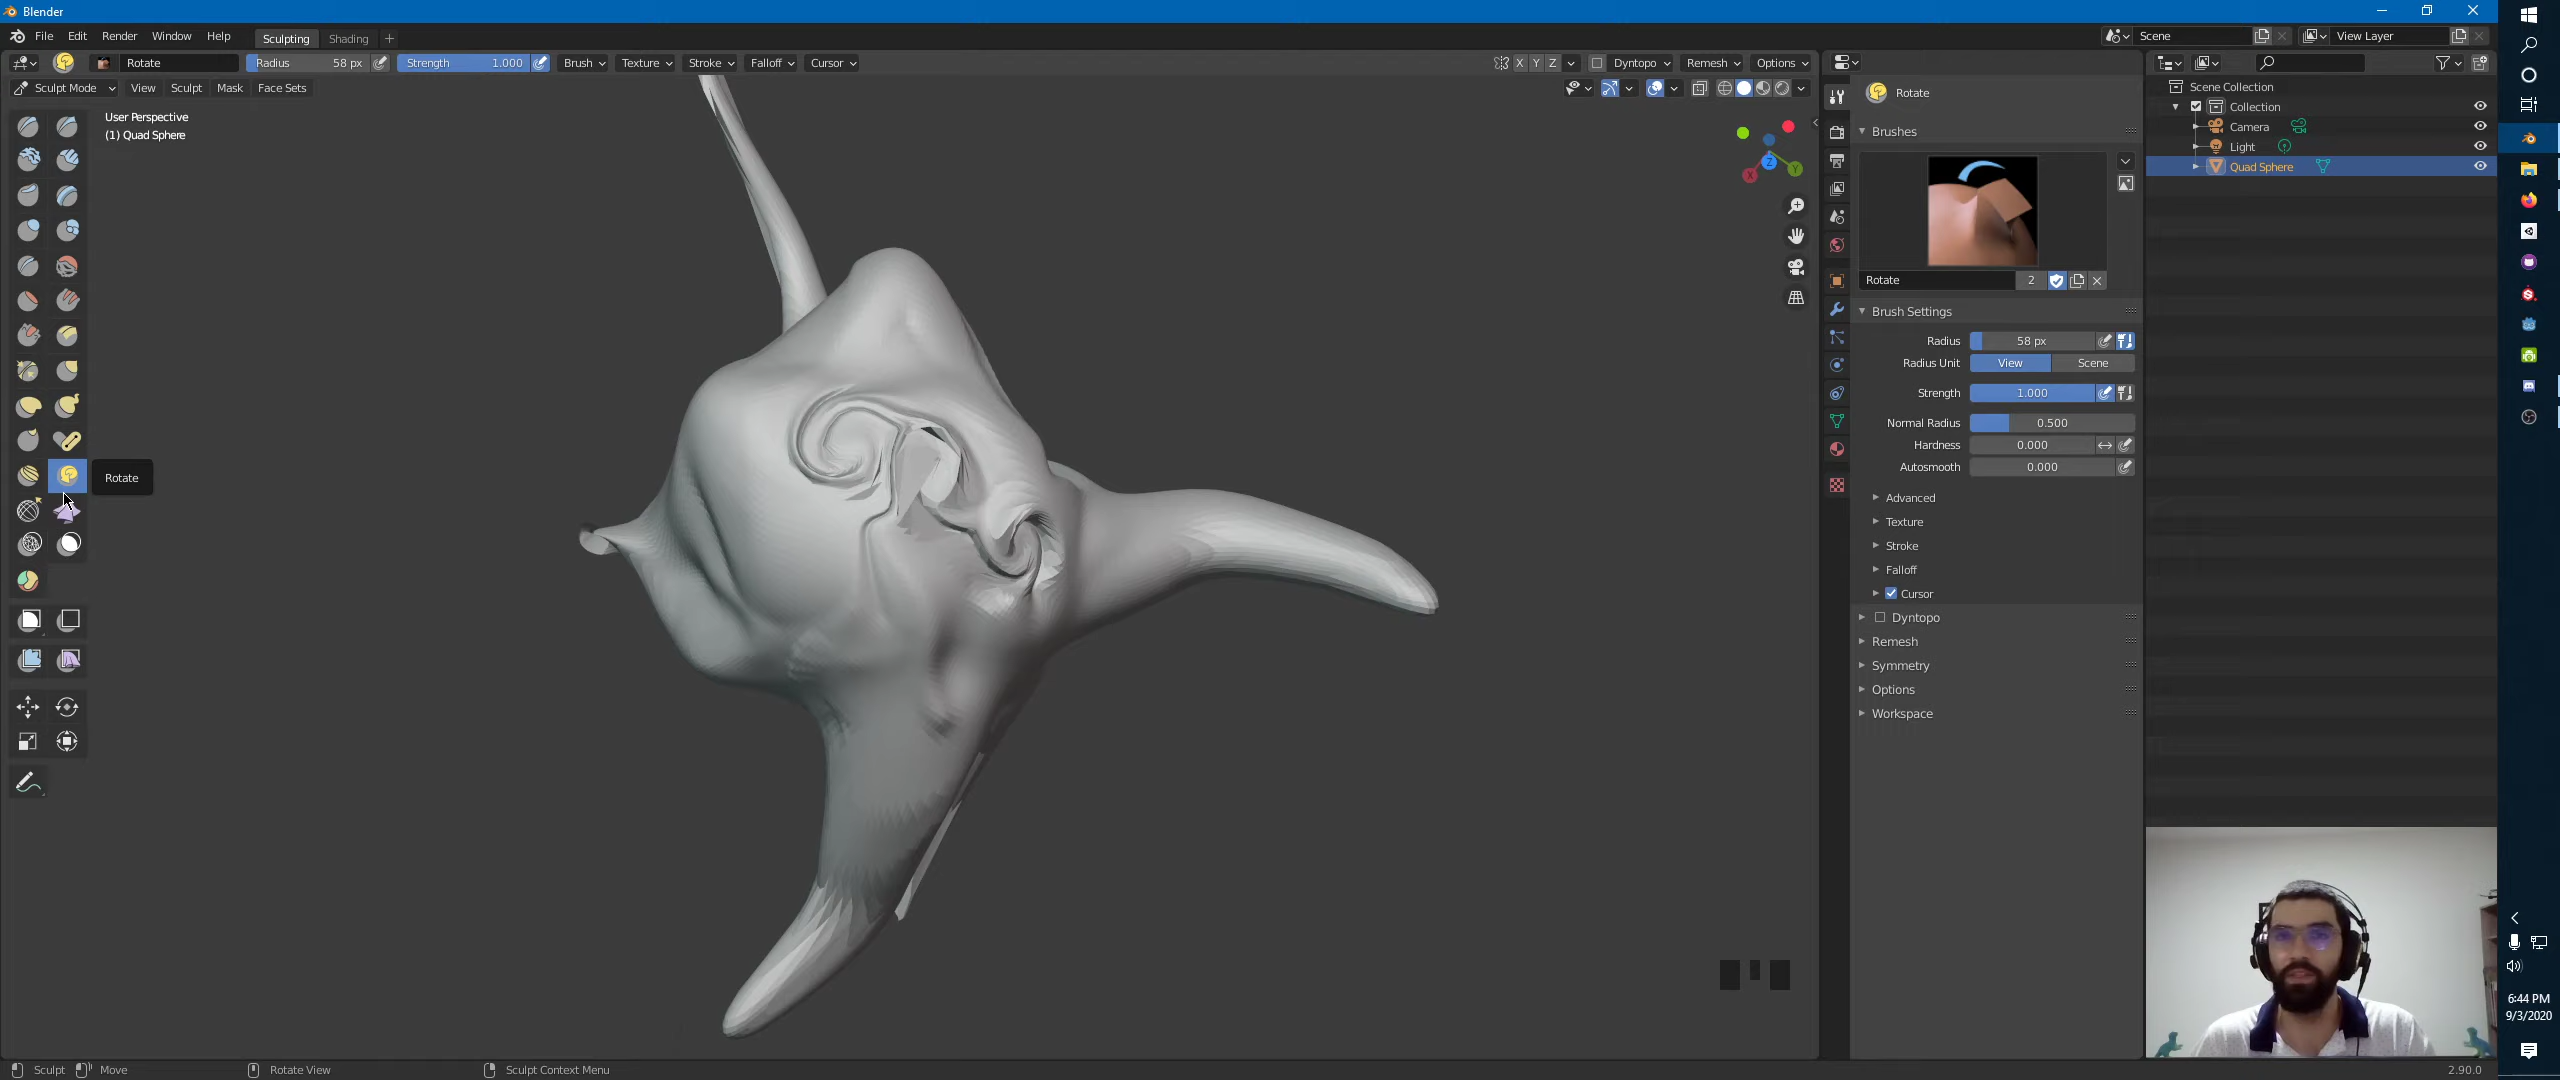 Blender
File Edit Render Window Help Sculpting Shading + Scene View Layer
Rotate Radius 58 px Strength 1.000 Brush Texture Stroke Falloff Cursor X Y Z Dyntopo Remesh Options
Sculpt Mode View Sculpt Mask Face Sets
User Perspective
(1) Quad Sphere
X Y Z
Rotate
Rotate
Brushes
Rotate 2
Brush Settings
Radius 58 px
Radius Unit View Scene
Strength 1.000
Normal Radius 0.500
Hardness 0.000
Autosmooth 0.000
Advanced
Texture
Stroke
Falloff
Cursor
Dyntopo
Remesh
Symmetry
Options
Workspace
Scene Collection
Collection
Camera
Light
Quad Sphere
6:44 PM
9/3/2020
Sculpt Move Rotate View Sculpt Context Menu 2.90.0